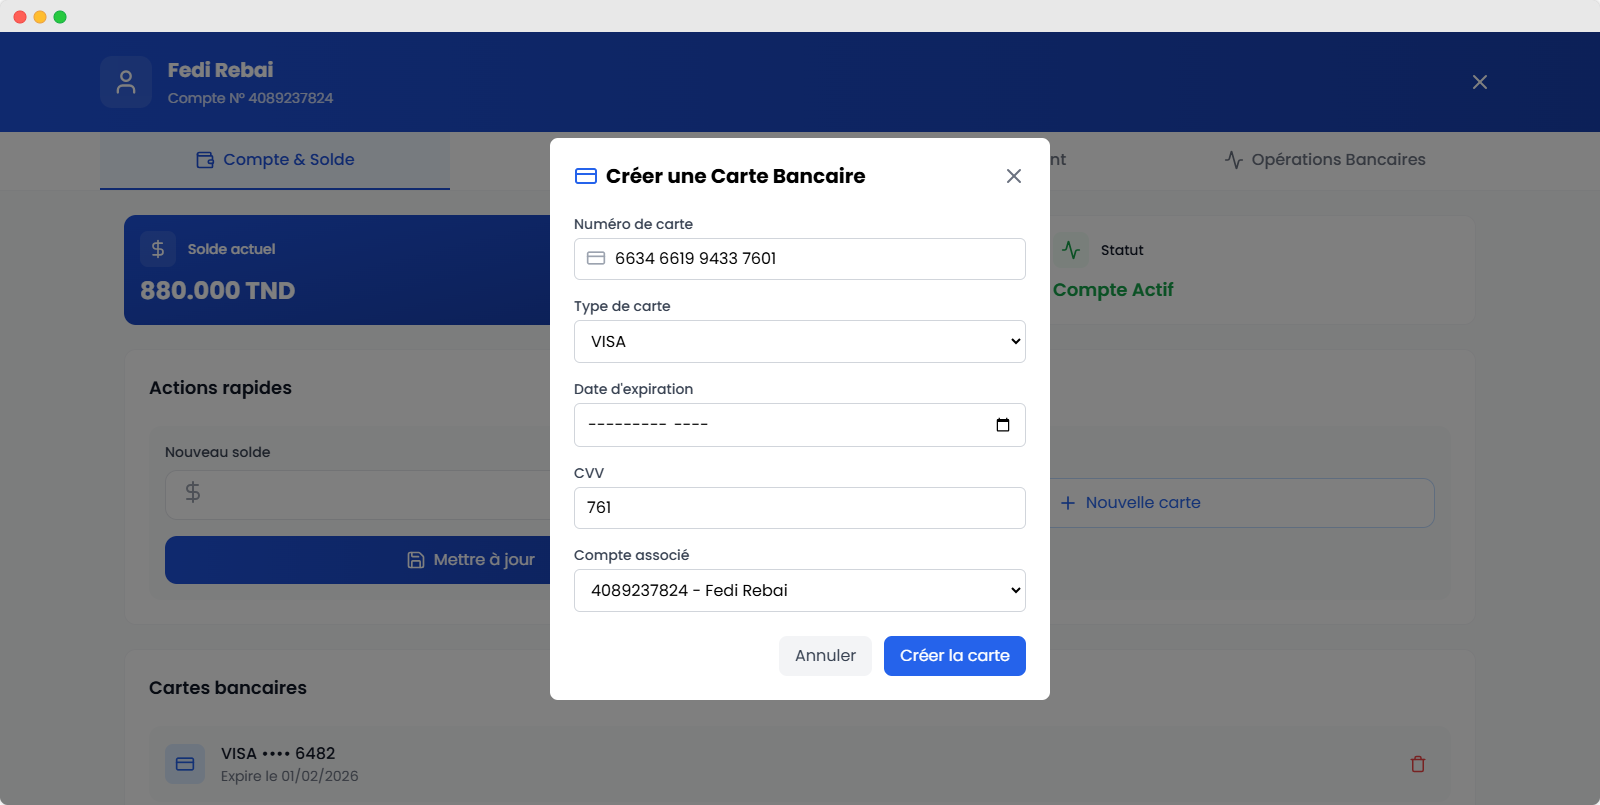 Fedi Rebai
Compte N° 4089237824
Compte & Solde
nt
Opérations Bancaires
Solde actuel
880.000 TND
Statut
Compte Actif
Actions rapides
Nouveau solde
Mettre à jour
Nouvelle carte
Cartes bancaires
VISA •••• 6482
Expire le 01/02/2026
Créer une Carte Bancaire
Numéro de carte
6634 6619 9433 7601
Type de carte
VISA
Date d'expiration
--------- ----
CVV
761
Compte associé
4089237824 - Fedi Rebai
Annuler
Créer la carte